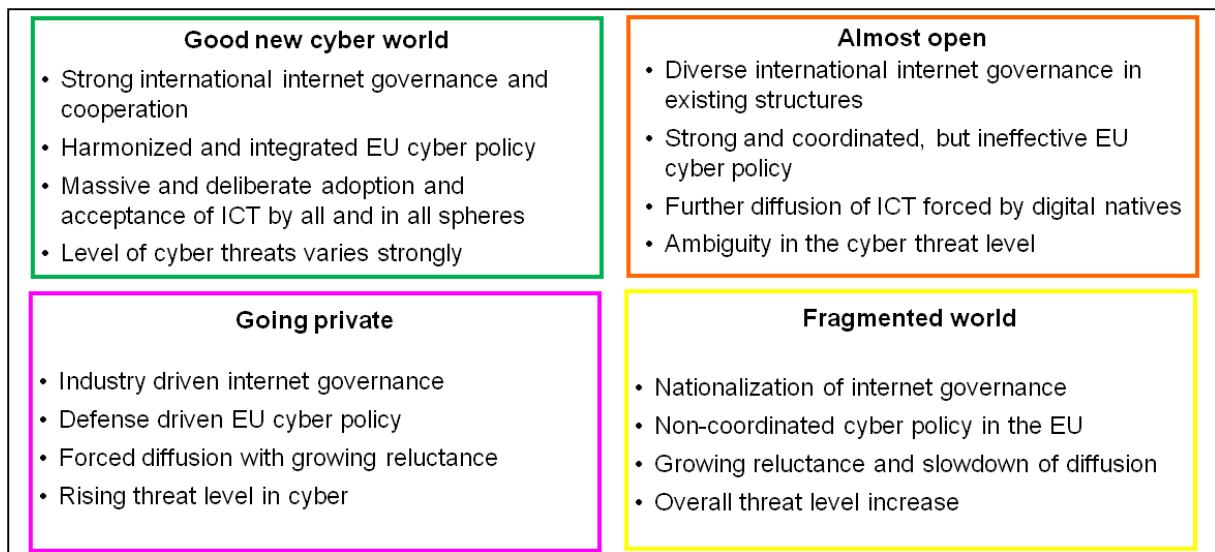 Good new cyber world
• Strong international internet governance and
cooperation
• Harmonized and integrated EU cyber policy
• Massive and deliberate adoption and
acceptance of ICT by all and in all spheres
• Level of cyber threats varies strongly
Almost open
• Diverse international internet governance in
existing structures
• Strong and coordinated, but ineffective EU
cyber policy
• Further diffusion of ICT forced by digital natives
• Ambiguity in the cyber threat level
Going private
• Industry driven internet governance
• Defense driven EU cyber policy
• Forced diffusion with growing reluctance
• Rising threat level in cyber
Fragmented world
• Nationalization of internet governance
• Non-coordinated cyber policy in the EU
• Growing reluctance and slowdown of diffusion
• Overall threat level increase